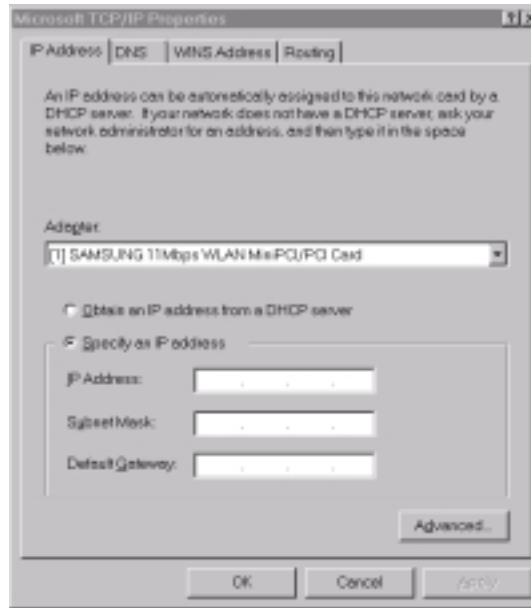 Microsoft TCP/IP Properties
IP Address DNS WINS Address Routing
An IP address can be automatically assigned to this network card by a
DHCP server. If your network does not have a DHCP server, ask your
network administrator for an address, and then type it in the space
below.
Adapter:
[1] SAMSUNG 11Mbps WLAN MiniPCI/PCI Card
Obtain an IP address from a DHCP server
Specify an IP address
IP Address:
Subnet Mask:
Default Gateway:
Advanced...
OK Cancel Apply